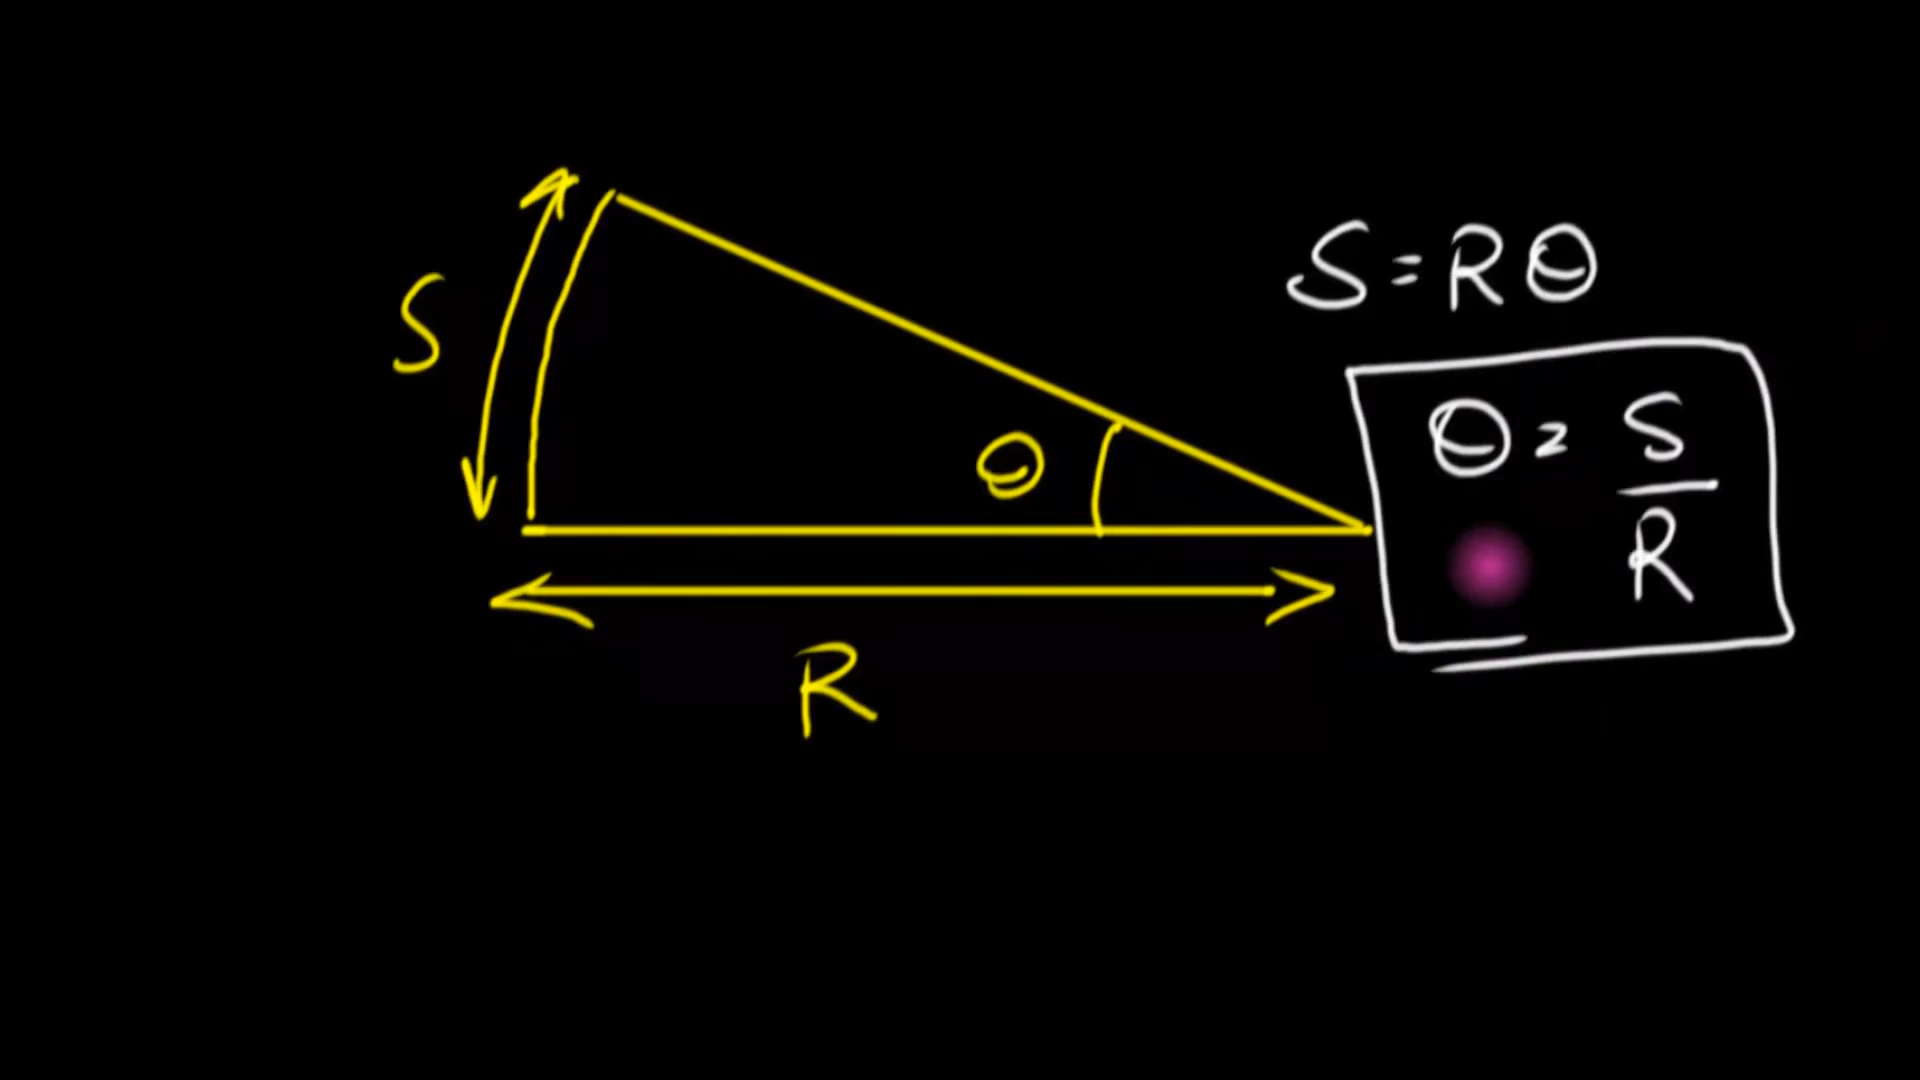 S
S = Rθ
θ = S/R
θ
R